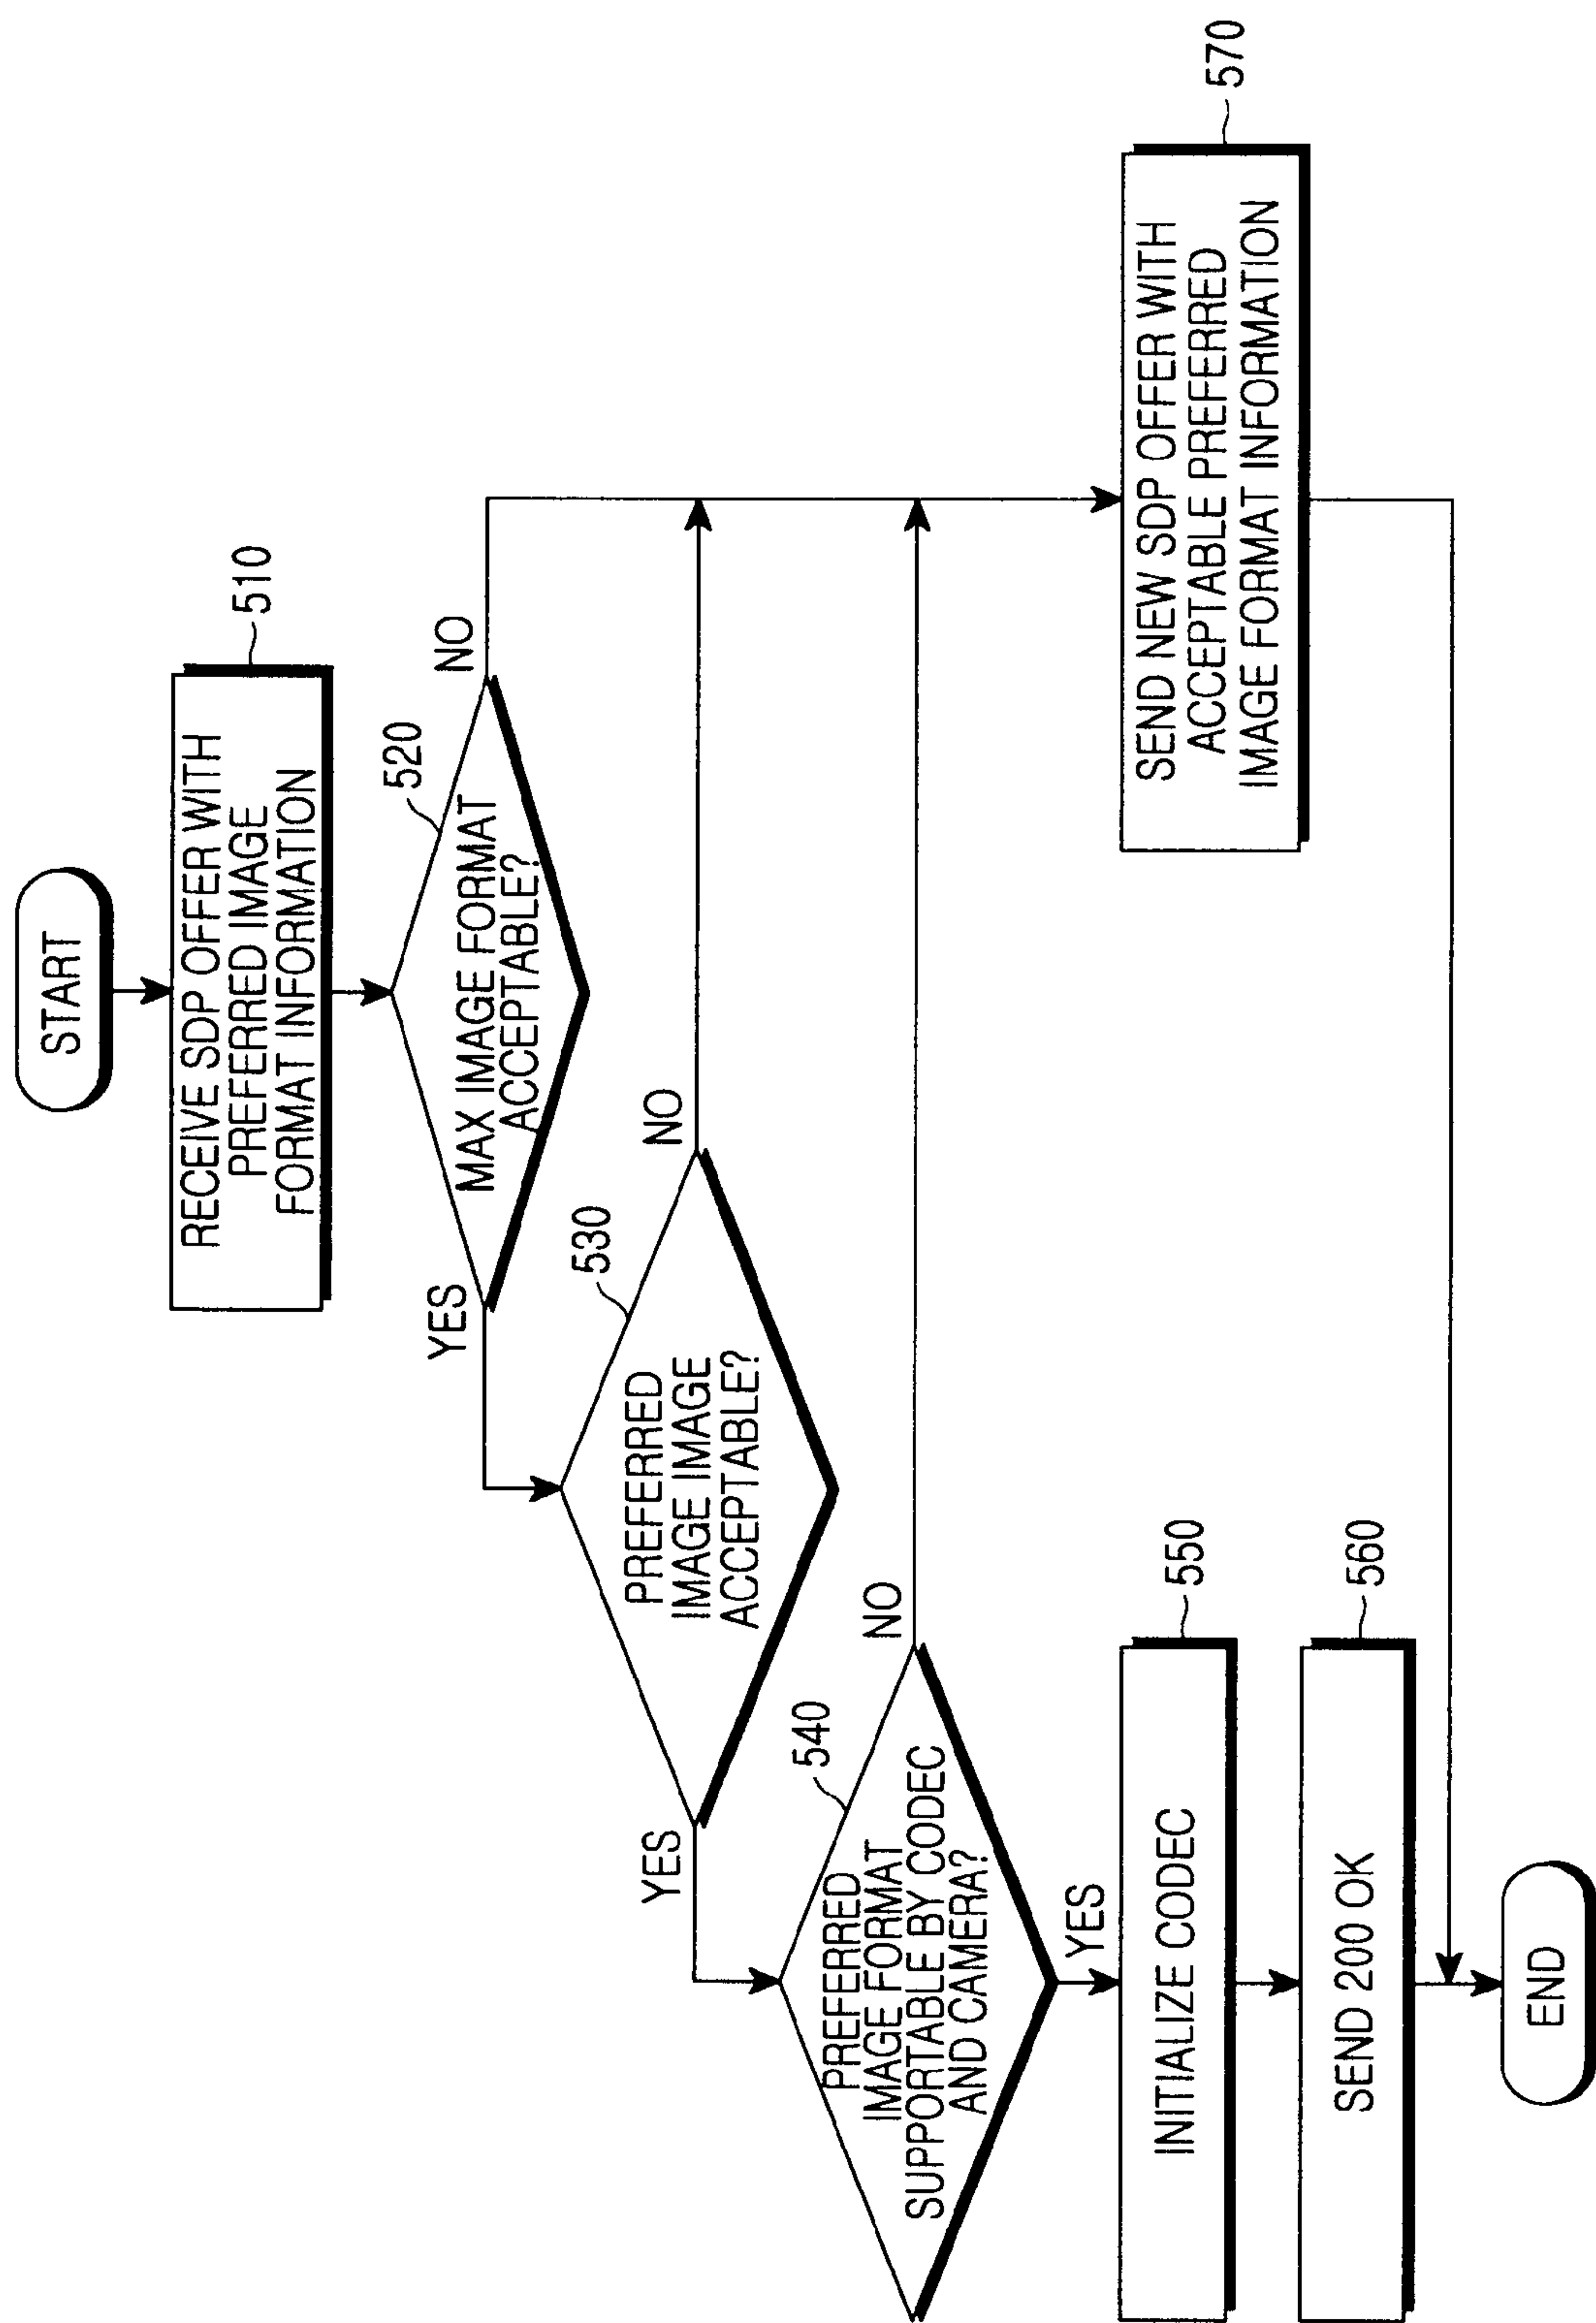 START
RECEIVE SDP OFFER WITH
PREFERRED IMAGE
FORMAT INFORMATION
510
MAX IMAGE FORMAT
ACCEPTABLE?
520
YES
NO
PREFERRED
IMAGE IMAGE
ACCEPTABLE?
530
YES
NO
PREFERRED
IMAGE FORMAT
SUPPORTABLE BY CODEC
AND CAMERA?
540
NO
YES
INITIALIZE CODEC
550
SEND NEW SDP OFFER WITH
ACCEPTABLE PREFERRED
IMAGE FORMAT INFORMATION
570
SEND 200 OK
560
END